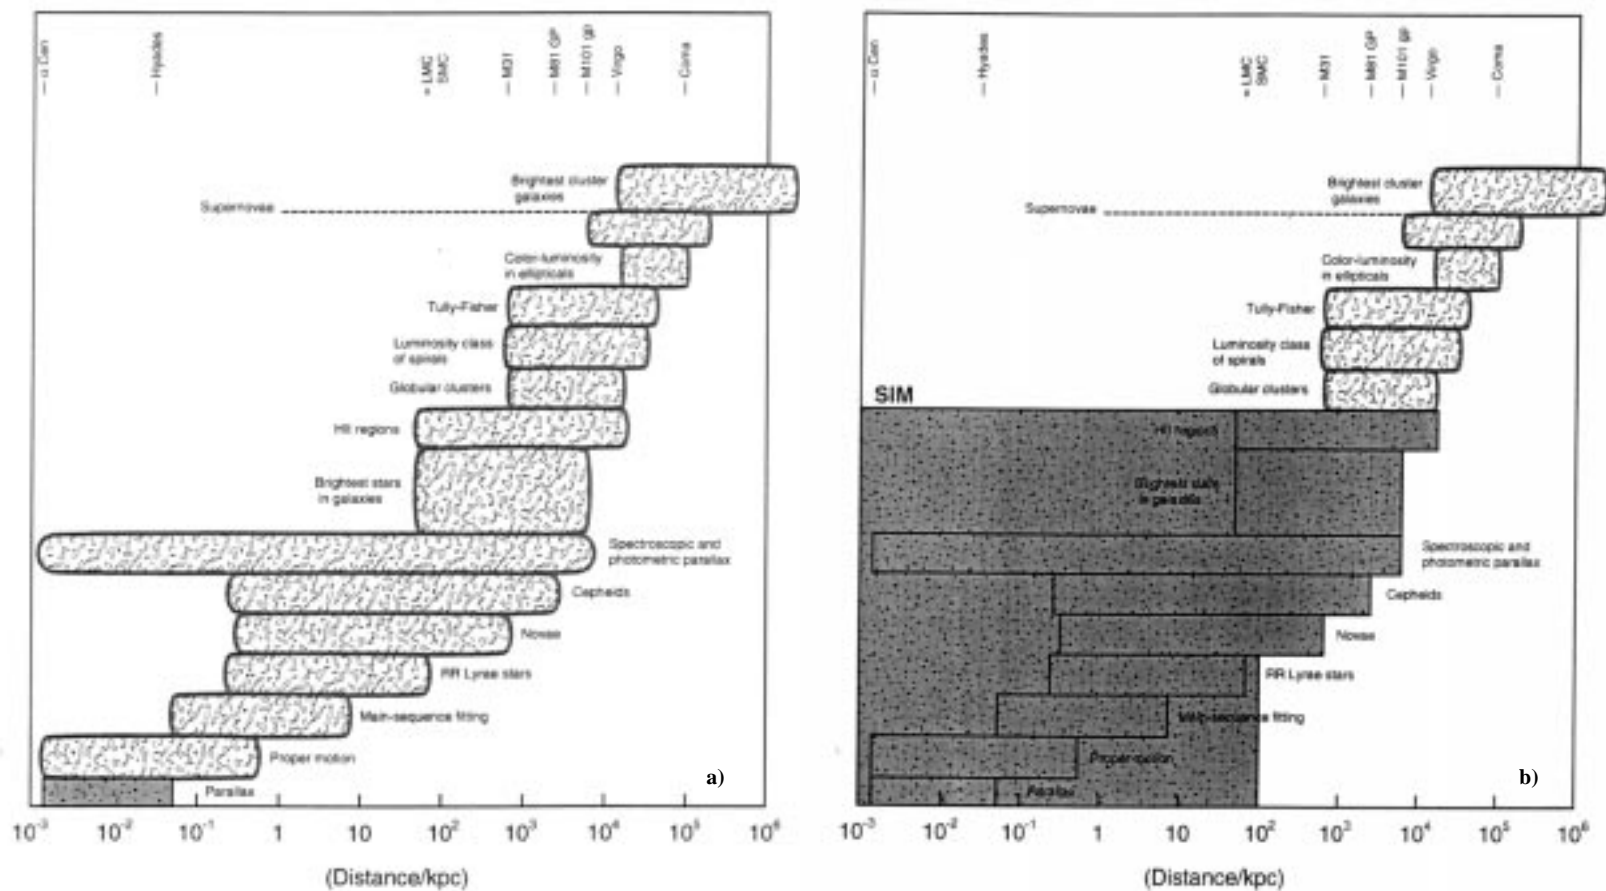 α Cen
Hyades
LMC
SMC
M31
M81 GP
M101 gp
Virgo
Coma
Brightest cluster
galaxies
Supernovae
Color-luminosity
in ellipticals
Tully-Fisher
Luminosity class
of spirals
Globular clusters
HII regions
Brightest stars
in galaxies
Spectroscopic and
photometric parallax
Cepheids
Novae
RR Lyrae stars
Main-sequence fitting
Proper motion
Parallax
a)
10⁻³ 10⁻² 10⁻¹ 1 10 10² 10³ 10⁴ 10⁵ 10⁶
(Distance/kpc)
α Cen
Hyades
LMC
SMC
M31
M81 GP
M101 gp
Virgo
Coma
Brightest cluster
galaxies
Supernovae
Color-luminosity
in ellipticals
Tully-Fisher
Luminosity class
of spirals
Globular clusters
SIM
HII regions
Brightest stars
in galaxies
Spectroscopic and
photometric parallax
Cepheids
Novae
RR Lyrae stars
Main-sequence fitting
Proper motion
Parallax
b)
10⁻³ 10⁻² 10⁻¹ 1 10 10² 10³ 10⁴ 10⁵ 10⁶
(Distance/kpc)